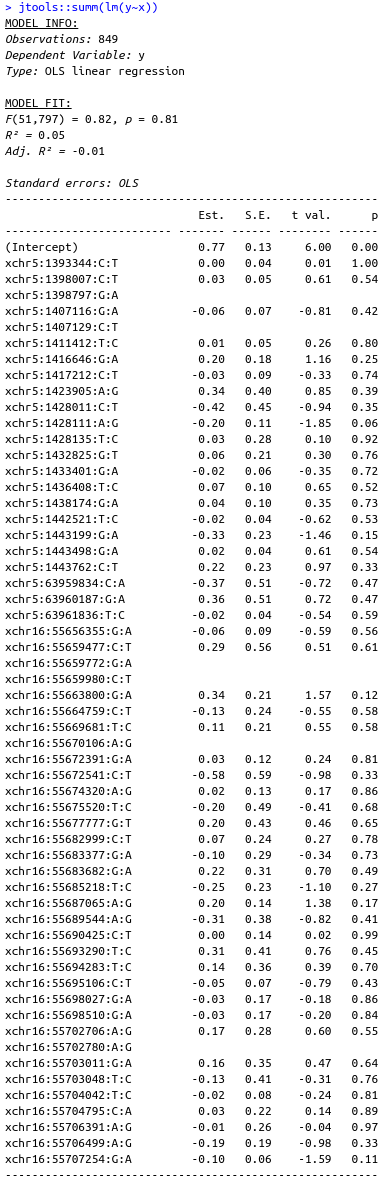 > jtools::summ(lm(y~x))
MODEL INFO:
Observations: 849
Dependent Variable: y
Type: OLS linear regression
MODEL FIT:
F(51,797) = 0.82, p = 0.81
R² = 0.05
Adj. R² = -0.01
Standard errors: OLS
--------------------------------------------------------
Est. S.E. t val. p
------------------------- ------- ------ -------- ------
(Intercept) 0.77 0.13 6.00 0.00
xchr5:1393344:C:T 0.00 0.04 0.01 1.00
xchr5:1398007:C:T 0.03 0.05 0.61 0.54
xchr5:1398797:G:A
xchr5:1407116:G:A -0.06 0.07 -0.81 0.42
xchr5:1407129:C:T
xchr5:1411412:T:C 0.01 0.05 0.26 0.80
xchr5:1416646:G:A 0.20 0.18 1.16 0.25
xchr5:1417212:C:T -0.03 0.09 -0.33 0.74
xchr5:1423905:A:G 0.34 0.40 0.85 0.39
xchr5:1428011:C:T -0.42 0.45 -0.94 0.35
xchr5:1428111:A:G -0.20 0.11 -1.85 0.06
xchr5:1428135:T:C 0.03 0.28 0.10 0.92
xchr5:1432825:G:T 0.06 0.21 0.30 0.76
xchr5:1433401:G:A -0.02 0.06 -0.35 0.72
xchr5:1436408:T:C 0.07 0.10 0.65 0.52
xchr5:1438174:G:A 0.04 0.10 0.35 0.73
xchr5:1442521:T:C -0.02 0.04 -0.62 0.53
xchr5:1443199:G:A -0.33 0.23 -1.46 0.15
xchr5:1443498:G:A 0.02 0.04 0.61 0.54
xchr5:1443762:C:T 0.22 0.23 0.97 0.33
xchr5:63959834:C:A -0.37 0.51 -0.72 0.47
xchr5:63960187:G:A 0.36 0.51 0.72 0.47
xchr5:63961836:T:C -0.02 0.04 -0.54 0.59
xchr16:55656355:G:A -0.06 0.09 -0.59 0.56
xchr16:55659477:C:T 0.29 0.56 0.51 0.61
xchr16:55659772:G:A
xchr16:55659980:C:T
xchr16:55663800:G:A 0.34 0.21 1.57 0.12
xchr16:55664759:C:T -0.13 0.24 -0.55 0.58
xchr16:55669681:T:C 0.11 0.21 0.55 0.58
xchr16:55670106:A:G
xchr16:55672391:G:A 0.03 0.12 0.24 0.81
xchr16:55672541:C:T -0.58 0.59 -0.98 0.33
xchr16:55674320:A:G 0.02 0.13 0.17 0.86
xchr16:55675520:T:C -0.20 0.49 -0.41 0.68
xchr16:55677777:G:T 0.20 0.43 0.46 0.65
xchr16:55682999:C:T 0.07 0.24 0.27 0.78
xchr16:55683377:G:A -0.10 0.29 -0.34 0.73
xchr16:55683682:G:A 0.22 0.31 0.70 0.49
xchr16:55685218:T:C -0.25 0.23 -1.10 0.27
xchr16:55687065:A:G 0.20 0.14 1.38 0.17
xchr16:55689544:A:G -0.31 0.38 -0.82 0.41
xchr16:55690425:C:T 0.00 0.14 0.02 0.99
xchr16:55693290:T:C 0.31 0.41 0.76 0.45
xchr16:55694283:T:C 0.14 0.36 0.39 0.70
xchr16:55695106:C:T -0.05 0.07 -0.79 0.43
xchr16:55698027:G:A -0.03 0.17 -0.18 0.86
xchr16:55698510:G:A -0.03 0.17 -0.20 0.84
xchr16:55702706:A:G 0.17 0.28 0.60 0.55
xchr16:55702780:A:G
xchr16:55703011:G:A 0.16 0.35 0.47 0.64
xchr16:55703048:T:C -0.13 0.41 -0.31 0.76
xchr16:55704042:T:C -0.02 0.08 -0.24 0.81
xchr16:55704795:C:A 0.03 0.22 0.14 0.89
xchr16:55706391:A:G -0.01 0.26 -0.04 0.97
xchr16:55706499:A:G -0.19 0.19 -0.98 0.33
xchr16:55707254:G:A -0.10 0.06 -1.59 0.11
--------------------------------------------------------